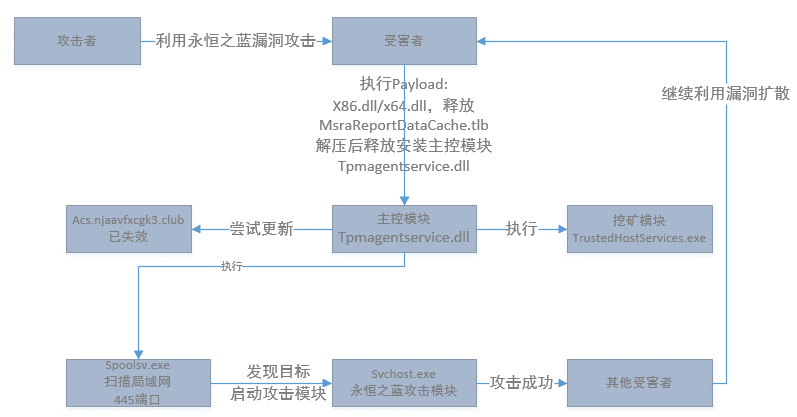 攻击者
利用永恒之蓝漏洞攻击
受害者
执行Payload:
X86.dll/x64.dll，释放
MsraReportDataCache.tlb
解压后释放安装主控模块
Tpmagentservice.dll
继续利用漏洞扩散
Acs.njaavfxcgk3.club
已失效
尝试更新
主控模块
Tpmagentservice.dll
执行
挖矿模块
TrustedHostServices.exe
执行
Spoolsv.exe
扫描局域网
445端口
发现目标
启动攻击模块
Svchost.exe
永恒之蓝攻击模块
攻击成功
其他受害者